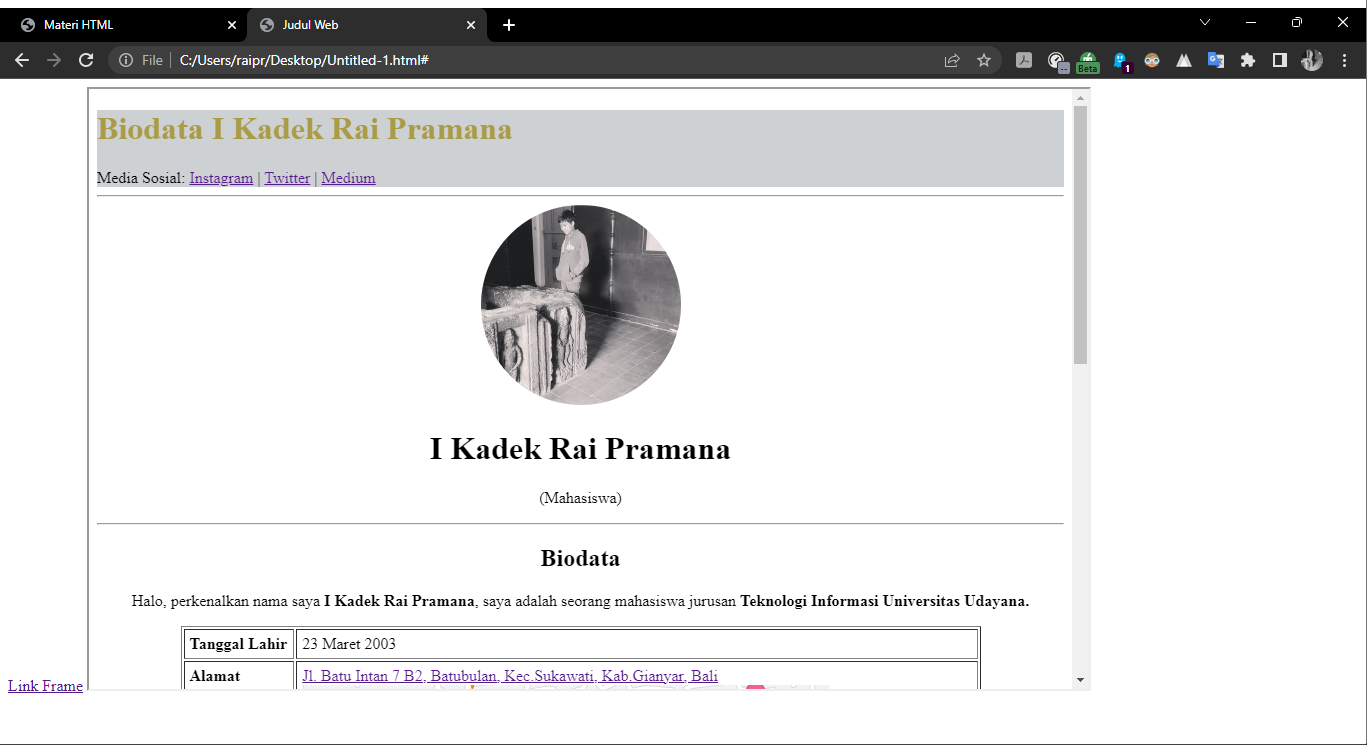 Materi HTML
Judul Web
File | C:/Users/raipr/Desktop/Untitled-1.html#
Beta
1
Biodata I Kadek Rai Pramana
Media Sosial: Instagram | Twitter | Medium
I Kadek Rai Pramana
(Mahasiswa)
Biodata
Halo, perkenalkan nama saya I Kadek Rai Pramana, saya adalah seorang mahasiswa jurusan Teknologi Informasi Universitas Udayana.
Tanggal Lahir 23 Maret 2003
Alamat Jl. Batu Intan 7 B2, Batubulan, Kec.Sukawati, Kab.Gianyar, Bali
Link Frame